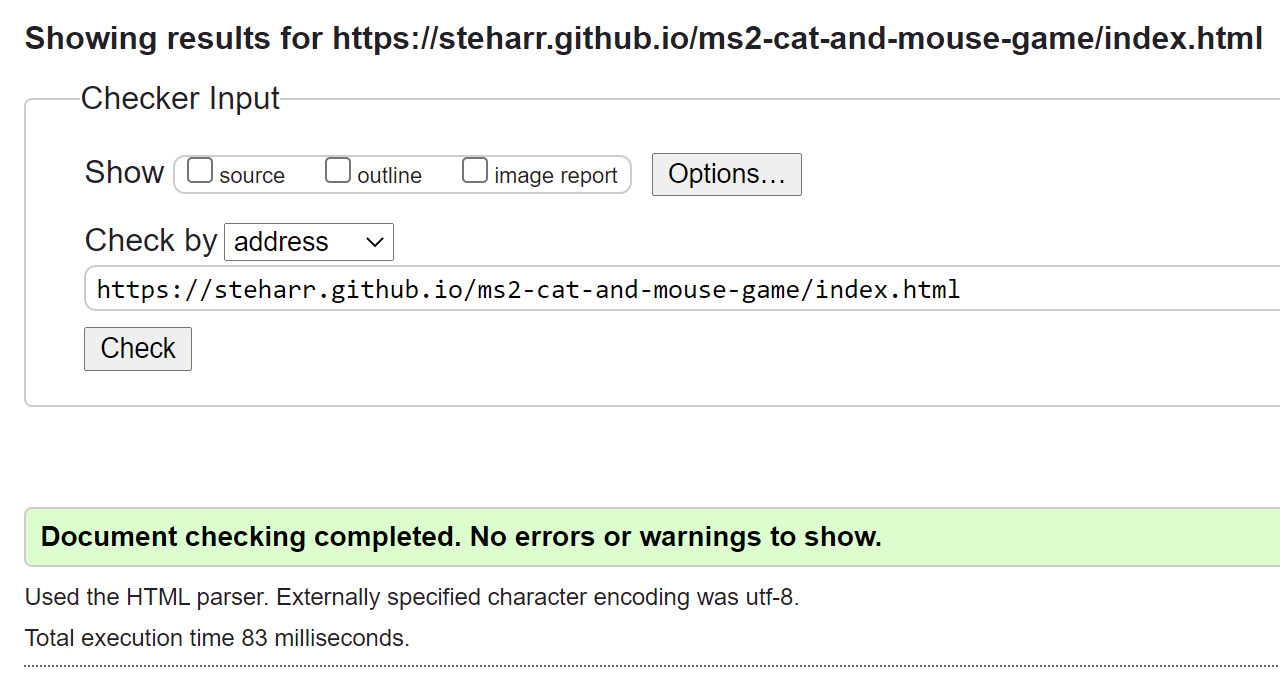 Showing results for https://steharr.github.io/ms2-cat-and-mouse-game/index.html
Checker Input
Show source outline image report Options...
Check by address
https://steharr.github.io/ms2-cat-and-mouse-game/index.html
Check
Document checking completed. No errors or warnings to show.
Used the HTML parser. Externally specified character encoding was utf-8.
Total execution time 83 milliseconds.